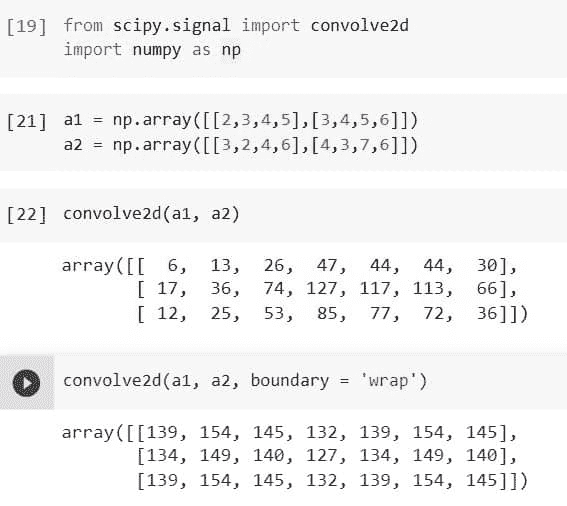 [19] from scipy.signal import convolve2d
import numpy as np
[21] a1 = np.array([[2,3,4,5],[3,4,5,6]])
a2 = np.array([[3,2,4,6],[4,3,7,6]])
[22] convolve2d(a1, a2)
array([[  6,  13,  26,  47,  44,  44,  30],
[ 17,  36,  74, 127, 117, 113,  66],
[ 12,  25,  53,  85,  77,  72,  36]])
convolve2d(a1, a2, boundary = 'wrap')
array([[139, 154, 145, 132, 139, 154, 145],
[134, 149, 140, 127, 134, 149, 140],
[139, 154, 145, 132, 139, 154, 145]])